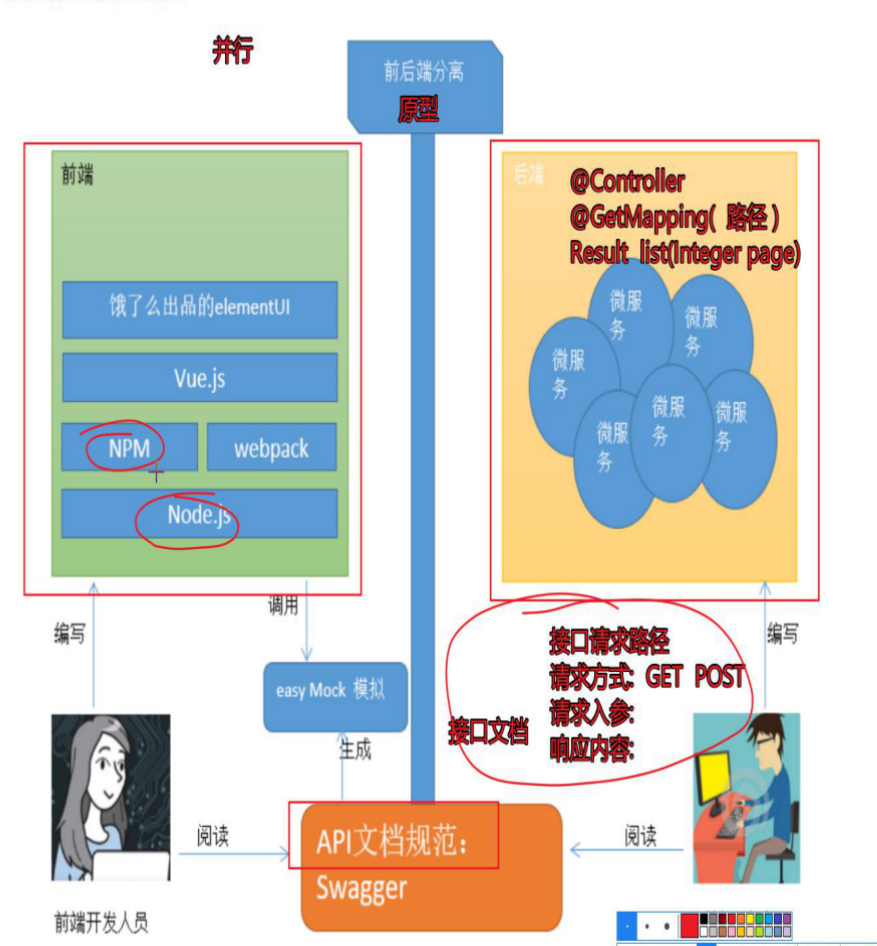 并行
前后端分离
原型
前端
饿了么出品的elementUI
Vue.js
NPM
webpack
Node.js
后端
@Controller
@GetMapping( 路径 )
Result list(Integer page)
微服
务
微服
务
微服
务
微服
务
微服
务
微服
务
编写
调用
easy Mock 模拟
生成
接口文档
接口请求路径
请求方式: GET POST
请求入参:
响应内容:
编写
阅读
API文档规范：
Swagger
阅读
前端开发人员